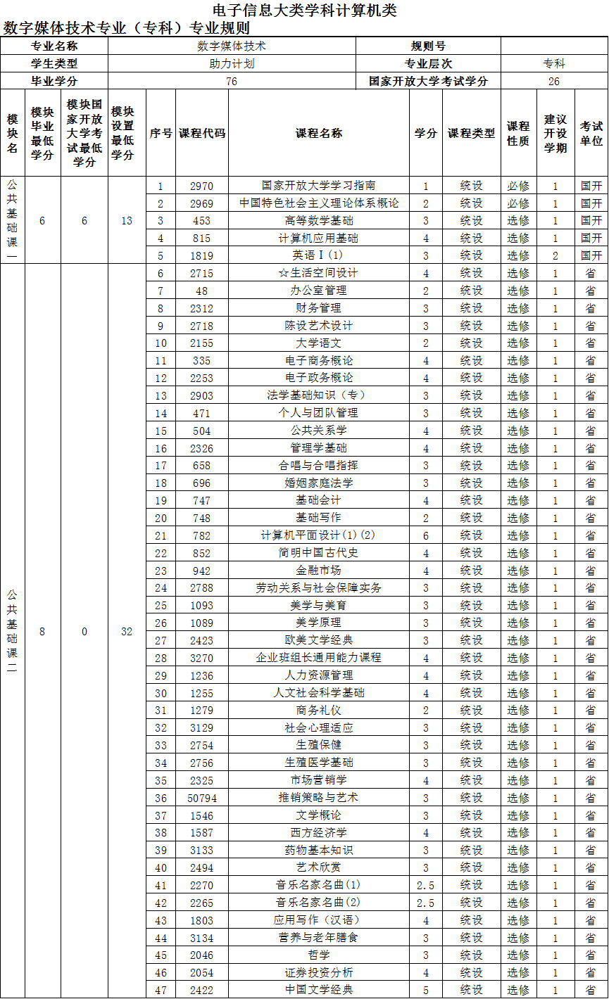 电子信息大类学科计算机类
数字媒体技术专业（专科）专业规则
专业名称 数字媒体技术 规则号
学生类型 助力计划 专业层次 专科
毕业学分 76 国家开放大学考试学分 26
模块名 模块毕业最低学分 模块国家开放大学考试最低学分 模块设置最低学分 序号 课程代码 课程名称 学分 课程类型 课程性质 建议开设学期 考试单位
公共基础课一 6 6 13
1 2970 国家开放大学学习指南 1 统设 必修 1 国开
2 2969 中国特色社会主义理论体系概论 2 统设 必修 1 国开
3 453 高等数学基础 3 统设 选修 1 国开
4 815 计算机应用基础 4 统设 选修 1 国开
5 1819 英语Ⅰ(1) 3 统设 选修 2 国开
公共基础课二 8 0 32
6 2715 ☆生活空间设计 4 统设 选修 1 省
7 48 办公室管理 2 统设 选修 1 省
8 2312 财务管理 3 统设 选修 1 省
9 2718 陈设艺术设计 3 统设 选修 1 省
10 2155 大学语文 2 统设 选修 1 省
11 335 电子商务概论 4 统设 选修 1 省
12 2253 电子政务概论 4 统设 选修 1 省
13 2903 法学基础知识（专） 3 统设 选修 1 省
14 471 个人与团队管理 3 统设 选修 1 省
15 504 公共关系学 4 统设 选修 1 省
16 2326 管理学基础 4 统设 选修 1 省
17 658 合唱与合唱指挥 3 统设 选修 1 省
18 696 婚姻家庭法学 3 统设 选修 1 省
19 747 基础会计 4 统设 选修 1 省
20 748 基础写作 2 统设 选修 1 省
21 782 计算机平面设计(1)(2) 6 统设 选修 1 省
22 852 简明中国古代史 4 统设 选修 1 省
23 942 金融市场 4 统设 选修 1 省
24 2788 劳动关系与社会保障实务 3 统设 选修 1 省
25 1093 美学与美育 3 统设 选修 1 省
26 1089 美学原理 3 统设 选修 1 省
27 2423 欧美文学经典 3 统设 选修 1 省
28 3270 企业班组长通用能力课程 4 统设 选修 1 省
29 1236 人力资源管理 4 统设 选修 1 省
30 1255 人文社会科学基础 4 统设 选修 1 省
31 1279 商务礼仪 2 统设 选修 1 省
32 3129 社会心理适应 3 统设 选修 1 省
33 2754 生殖保健 3 统设 选修 1 省
34 2756 生殖医学基础 3 统设 选修 1 省
35 2325 市场营销学 4 统设 选修 1 省
36 50794 推销策略与艺术 3 统设 选修 1 省
37 1546 文学概论 3 统设 选修 1 省
38 1587 西方经济学 4 统设 选修 1 省
39 3133 药物基本知识 3 统设 选修 1 省
40 2494 艺术欣赏 3 统设 选修 1 省
41 2270 音乐名家名曲(1) 2.5 统设 选修 1 省
42 2265 音乐名家名曲(2) 2.5 统设 选修 1 省
43 1803 应用写作（汉语） 4 统设 选修 1 省
44 3134 营养与老年膳食 3 统设 选修 1 省
45 2046 哲学 3 统设 选修 1 省
46 2054 证券投资分析 4 统设 选修 1 省
47 2422 中国文学经典 5 统设 选修 1 省